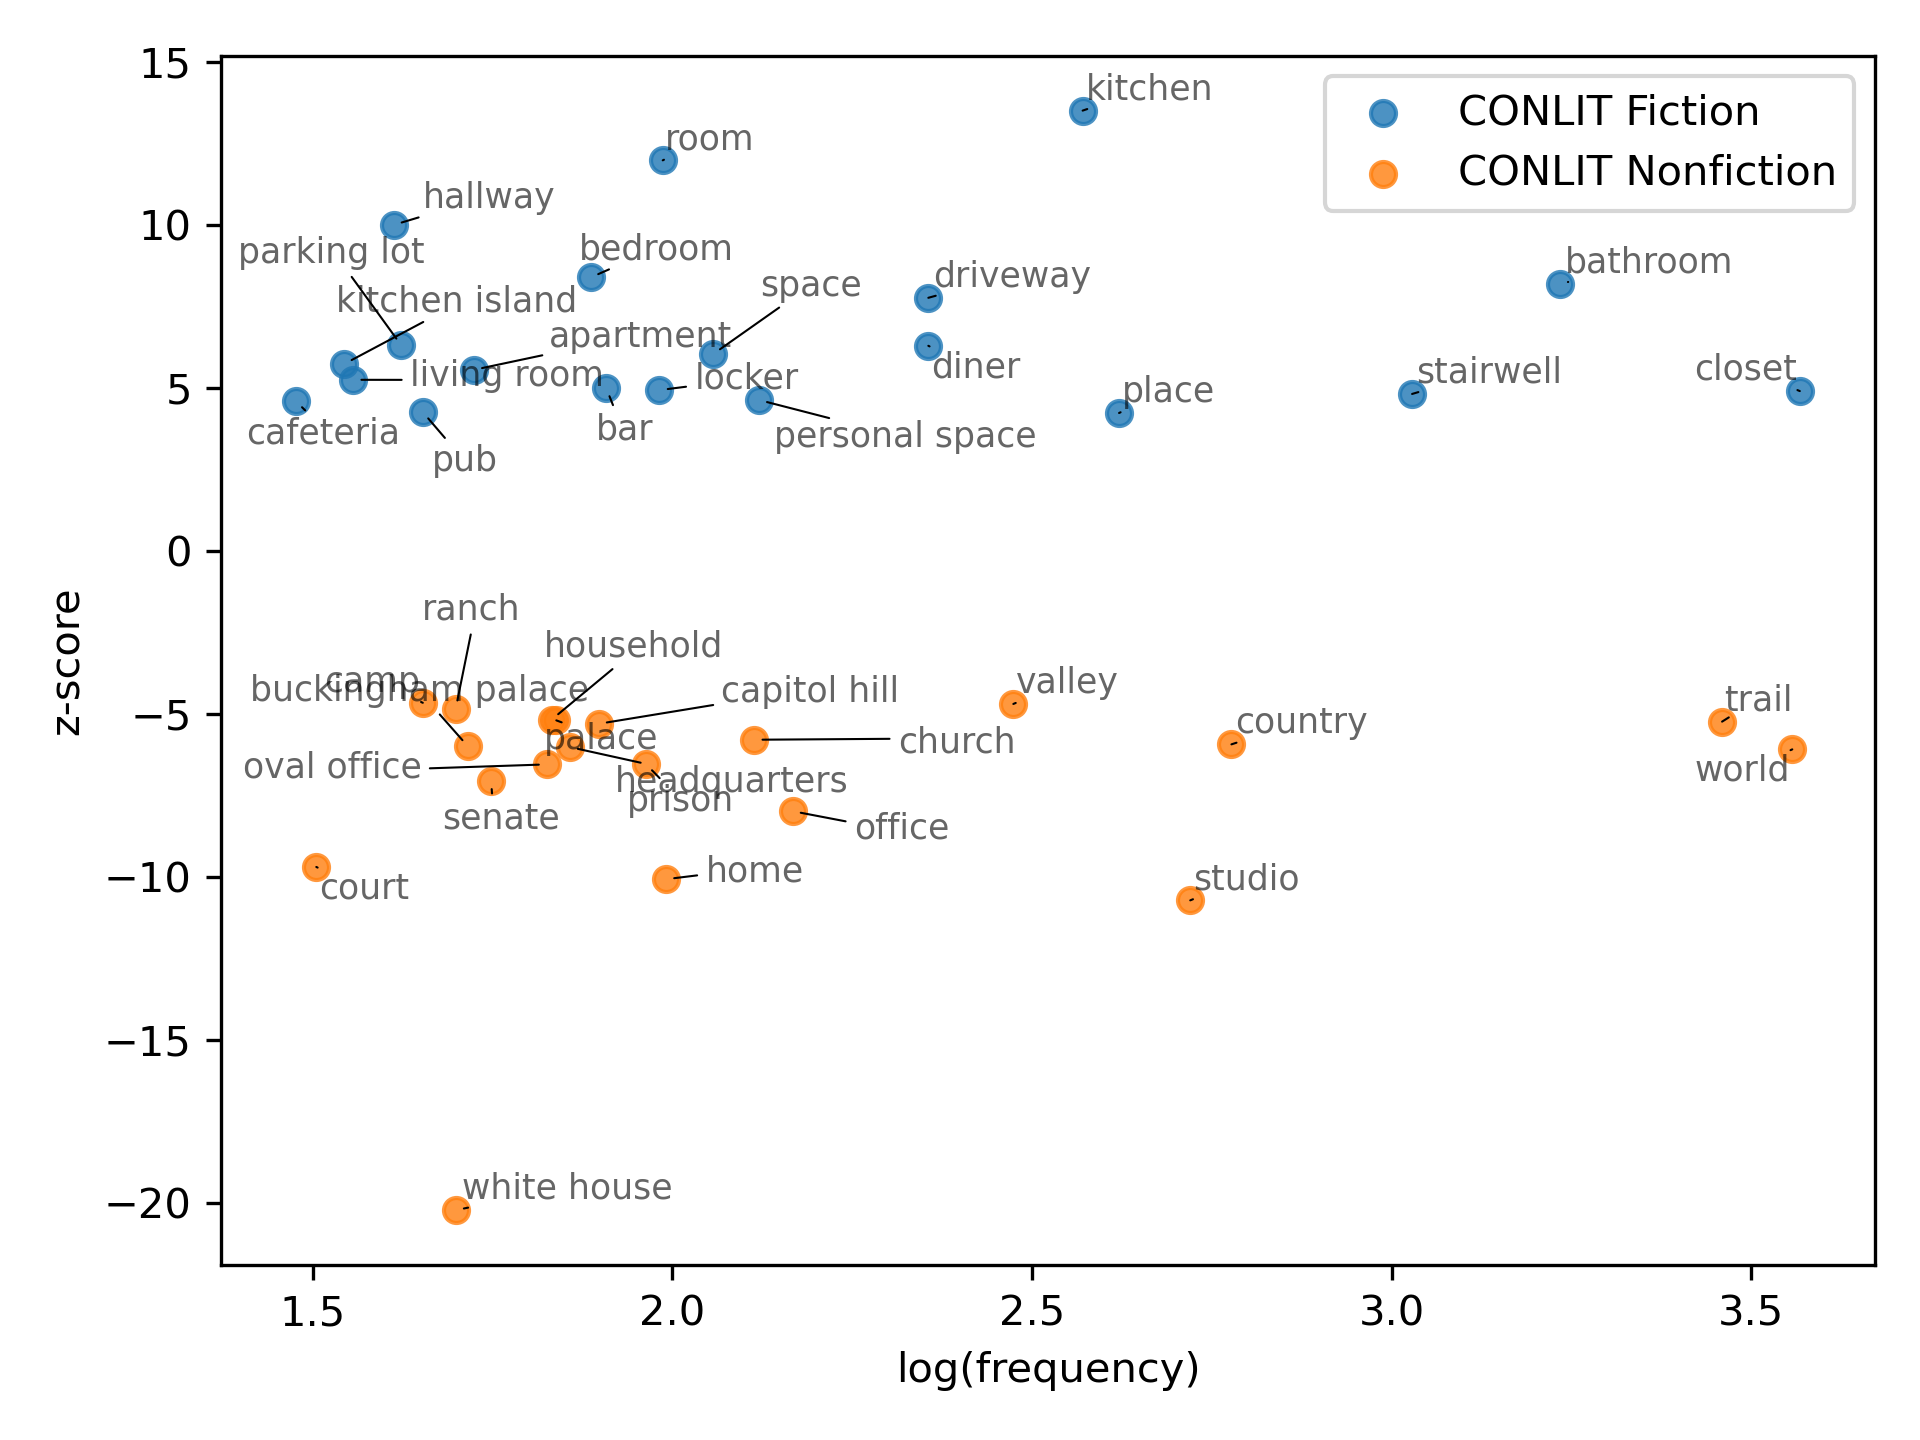 15
10
5
0
−5
−10
−15
−20
z-score
1.5
2.0
2.5
3.0
3.5
log(frequency)
CONLIT Fiction
CONLIT Nonfiction
kitchen
room
hallway
parking lot
bedroom
kitchen island
space
driveway
bathroom
apartment
living room
locker
diner
place
stairwell
closet
cafeteria
pub
bar
personal space
ranch
household
camp
buckingham palace
capitol hill
valley
country
trail
palace
church
oval office
headquarters
prison
world
senate
office
court
home
studio
white house